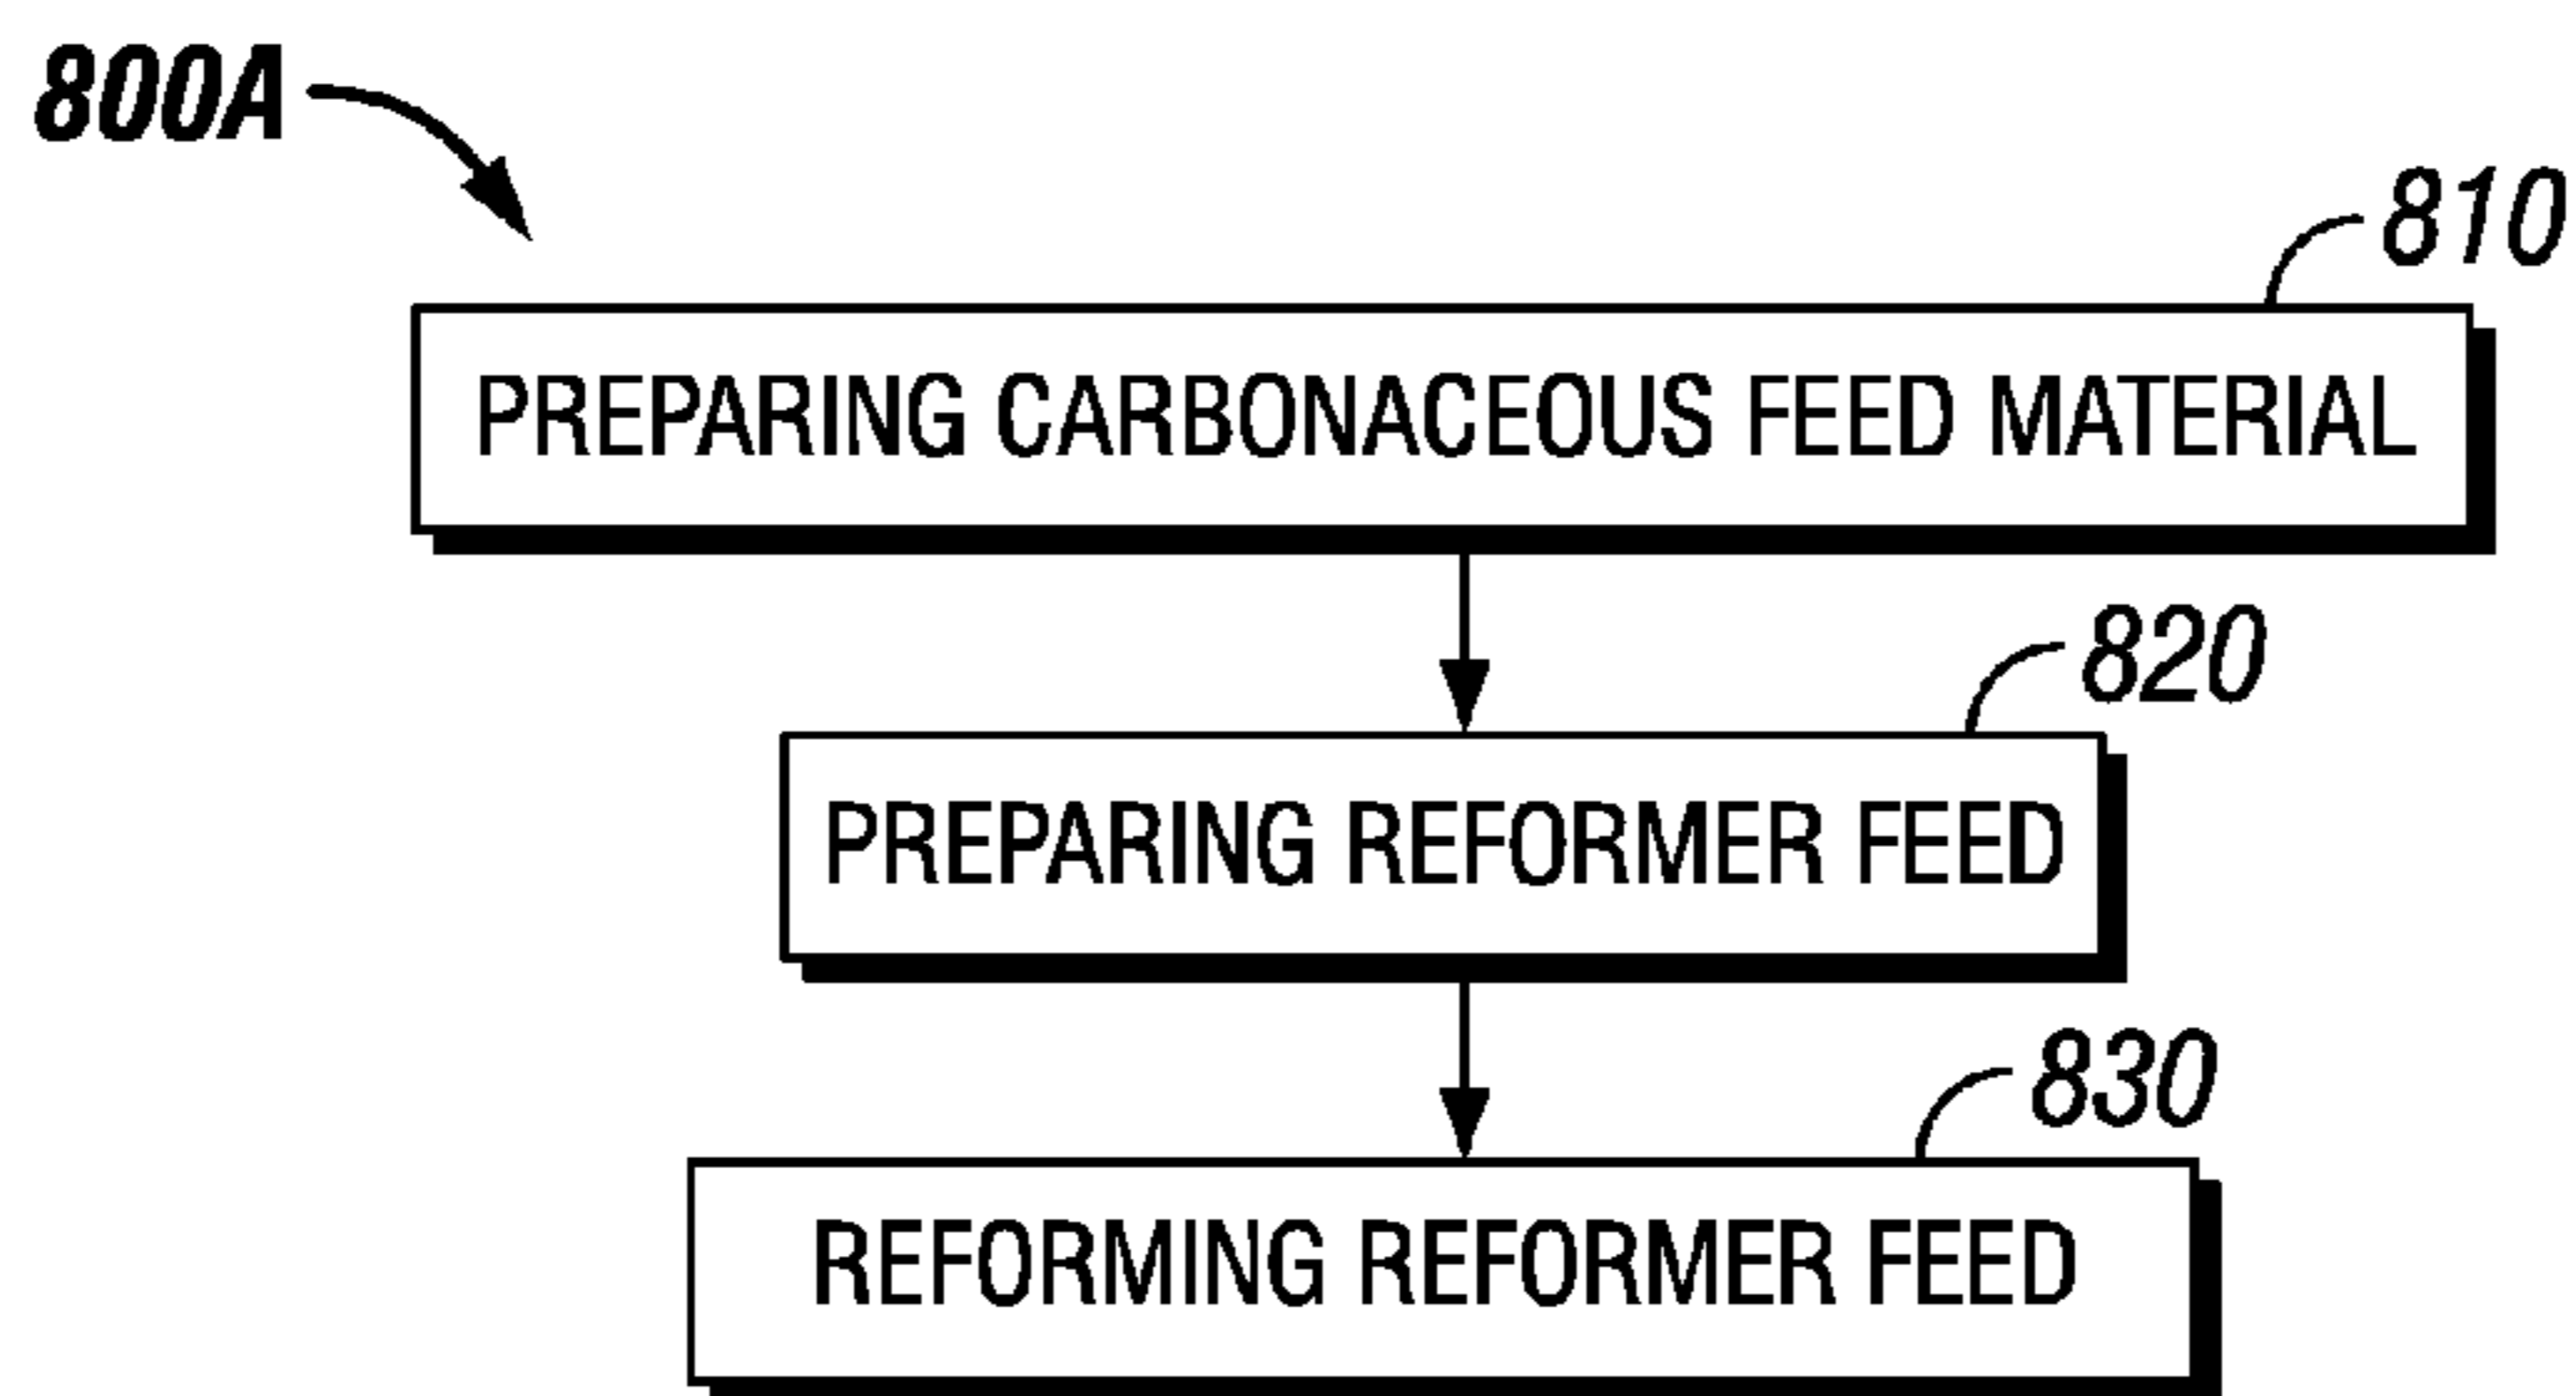 800A
810
PREPARING CARBONACEOUS FEED MATERIAL
820
PREPARING REFORMER FEED
830
REFORMING REFORMER FEED